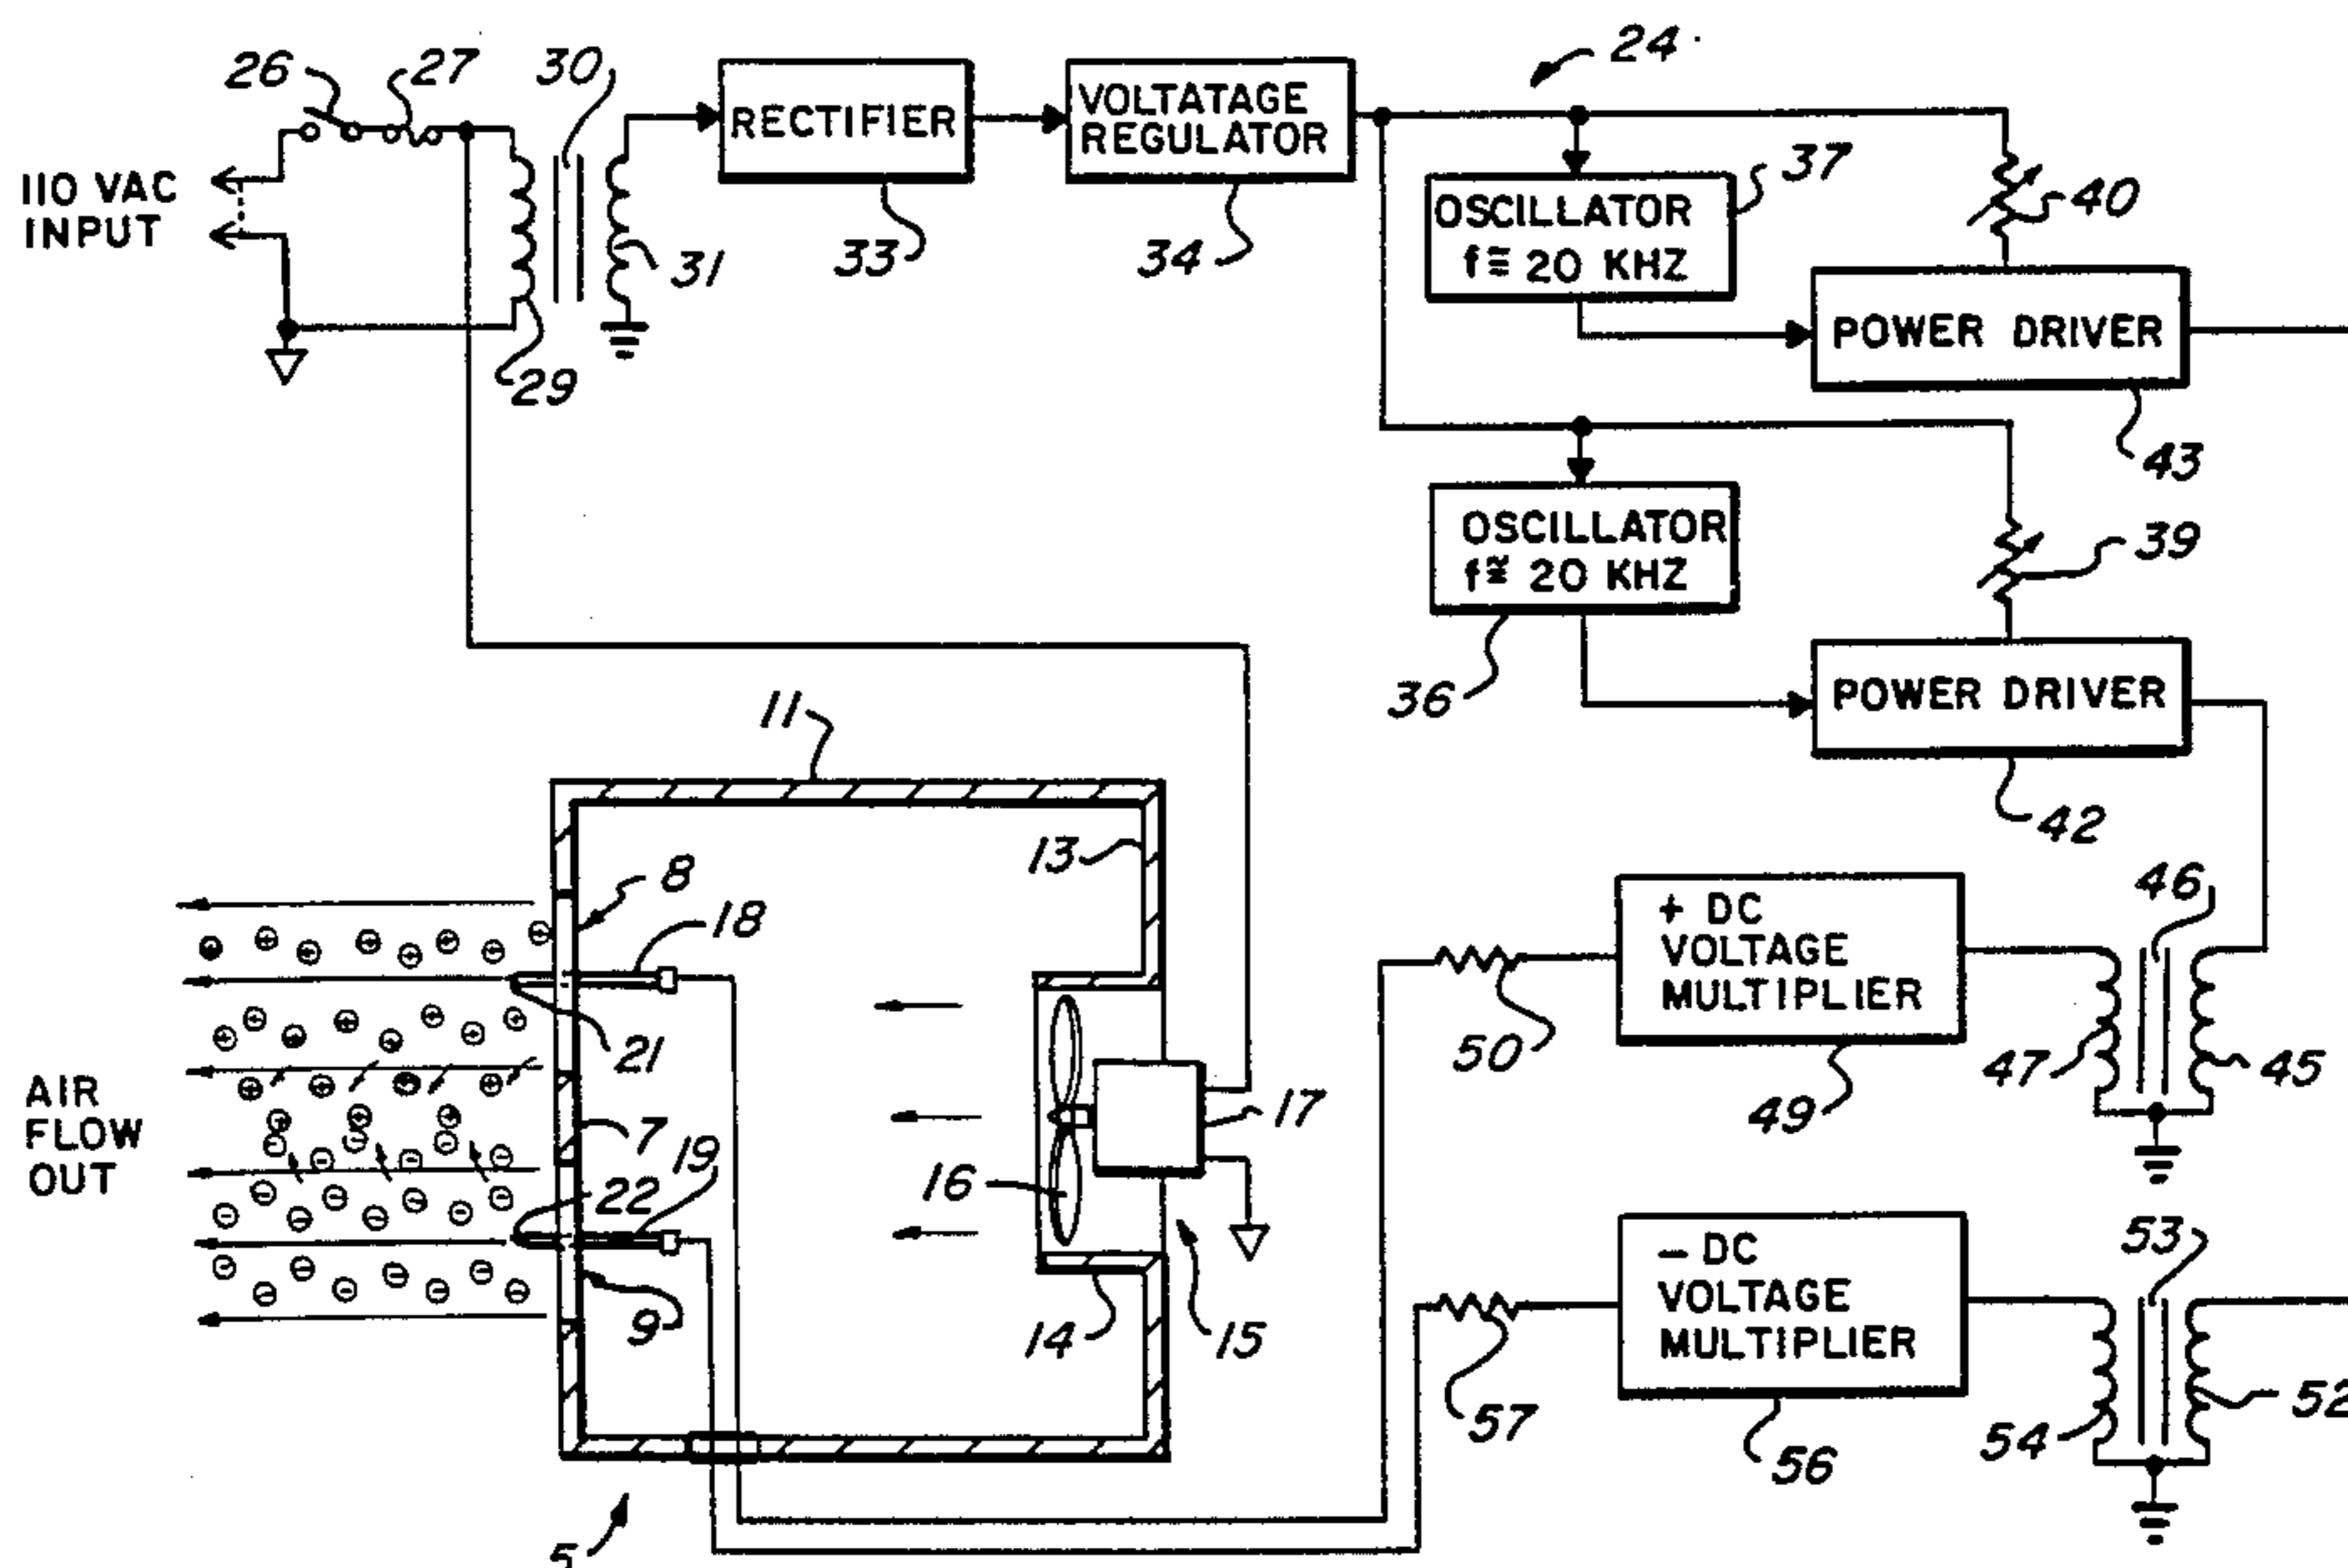 24
26
27
30
RECTIFIER
VOLTATAGE
REGULATOR
110 VAC
INPUT
37
OSCILLATOR
f≅ 20 KHZ
40
31
33
34
29
POWER DRIVER
43
OSCILLATOR
f≅ 20 KHZ
39
36
POWER DRIVER
42
11
13
8
18
46
+ DC
VOLTAGE
MULTIPLIER
50
21
47
45
49
AIR
FLOW
OUT
7
19
17
16
22
- DC
VOLTAGE
MULTIPLIER
53
9
14
15
57
54
52
56
5